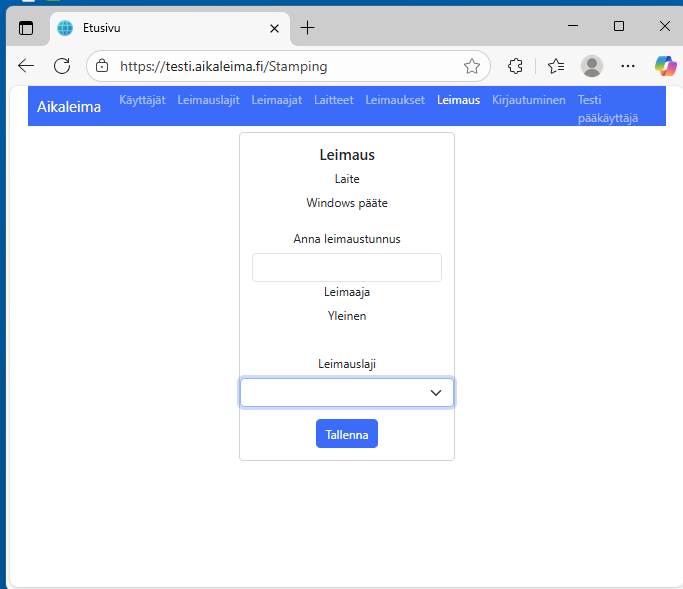 Etusivu
https://testi.aikaleima.fi/Stamping
Aikaleima Käyttäjät Leimauslajit Leimaajat Laitteet Leimaukset Leimaus Kirjautuminen Testi
pääkäyttäjä
Leimaus
Laite
Windows pääte
Anna leimaustunnus
Leimaaja
Yleinen
Leimauslaji
Tallenna